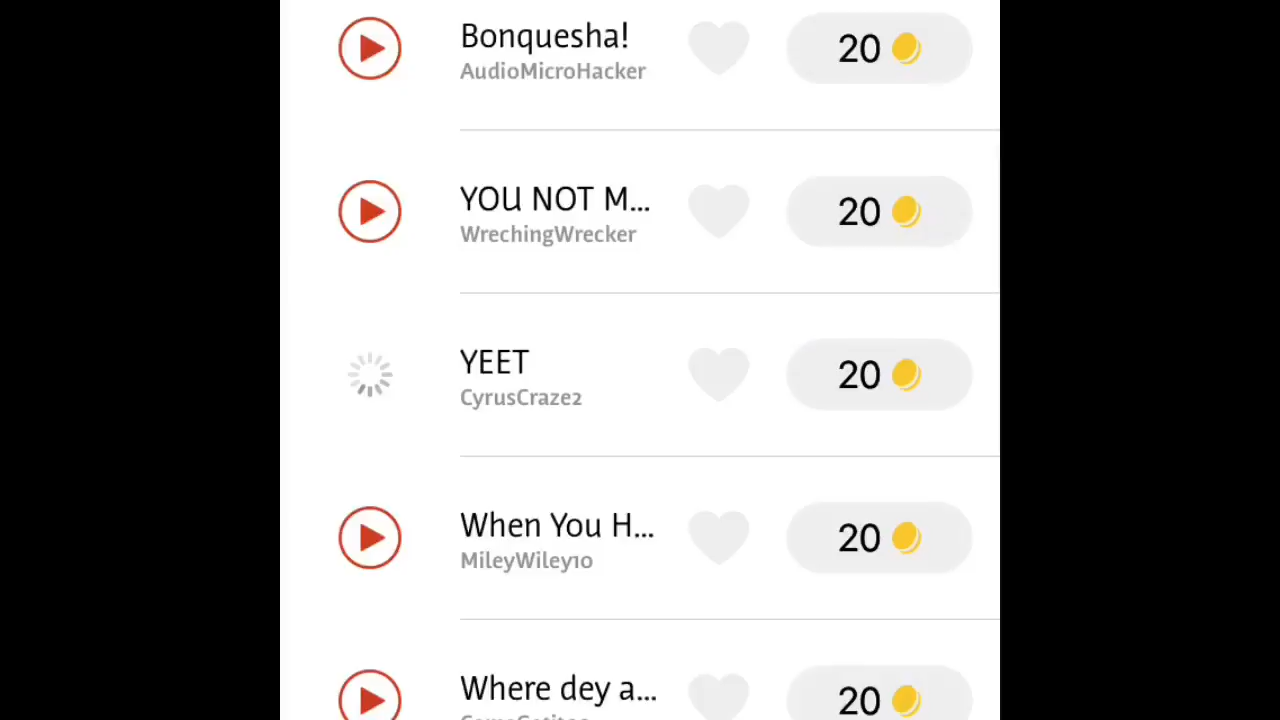 Bonquesha!
AudioMicroHacker
20
YOU NOT M...
WrechingWrecker
20
YEET
CyrusCraze2
20
When You H...
MileyWiley10
20
Where dey a...
20